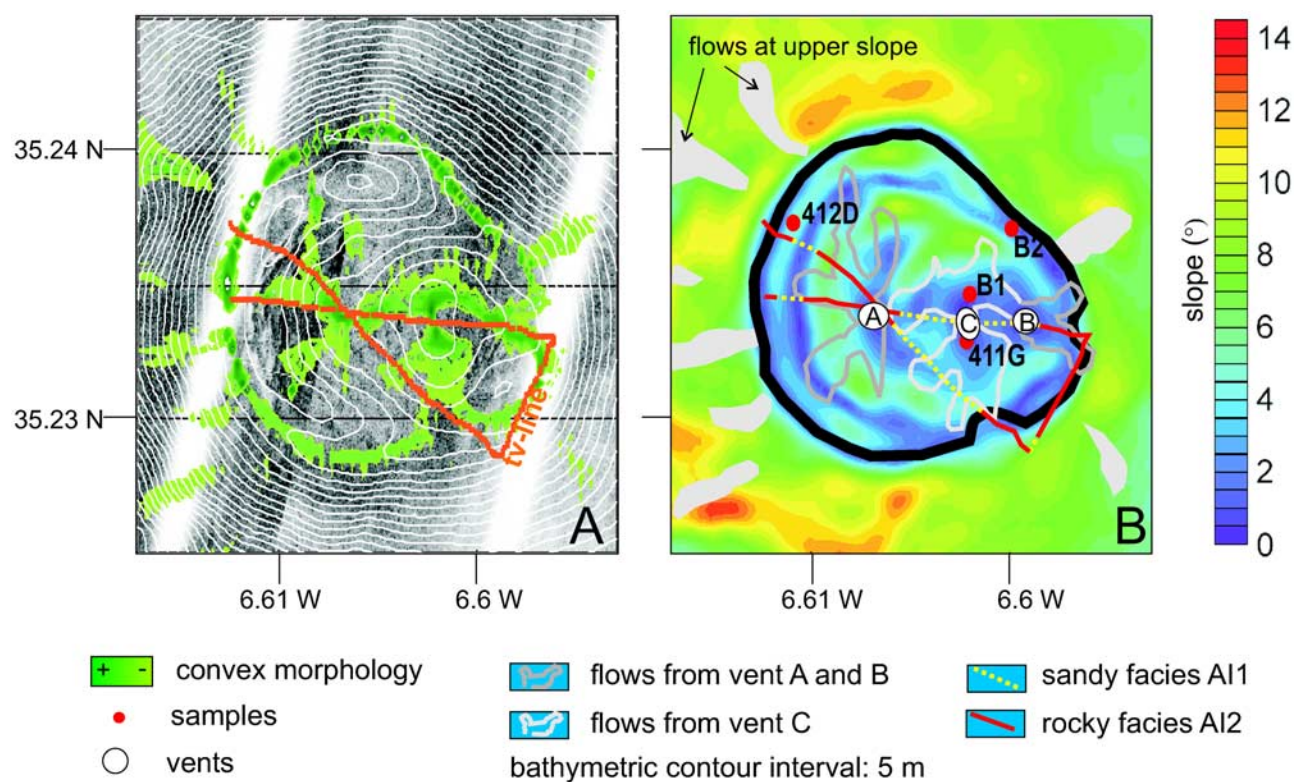 flows at upper slope
14
12
10
8
6
4
2
0
slope (°)
35.24 N
35.23 N
tv-line
A
412D
B2
B1
A
C
B
411G
B
6.61 W
6.6 W
6.61 W
6.6 W
+ -
convex morphology
samples
vents
flows from vent A and B
flows from vent C
bathymetric contour interval: 5 m
sandy facies AI1
rocky facies AI2